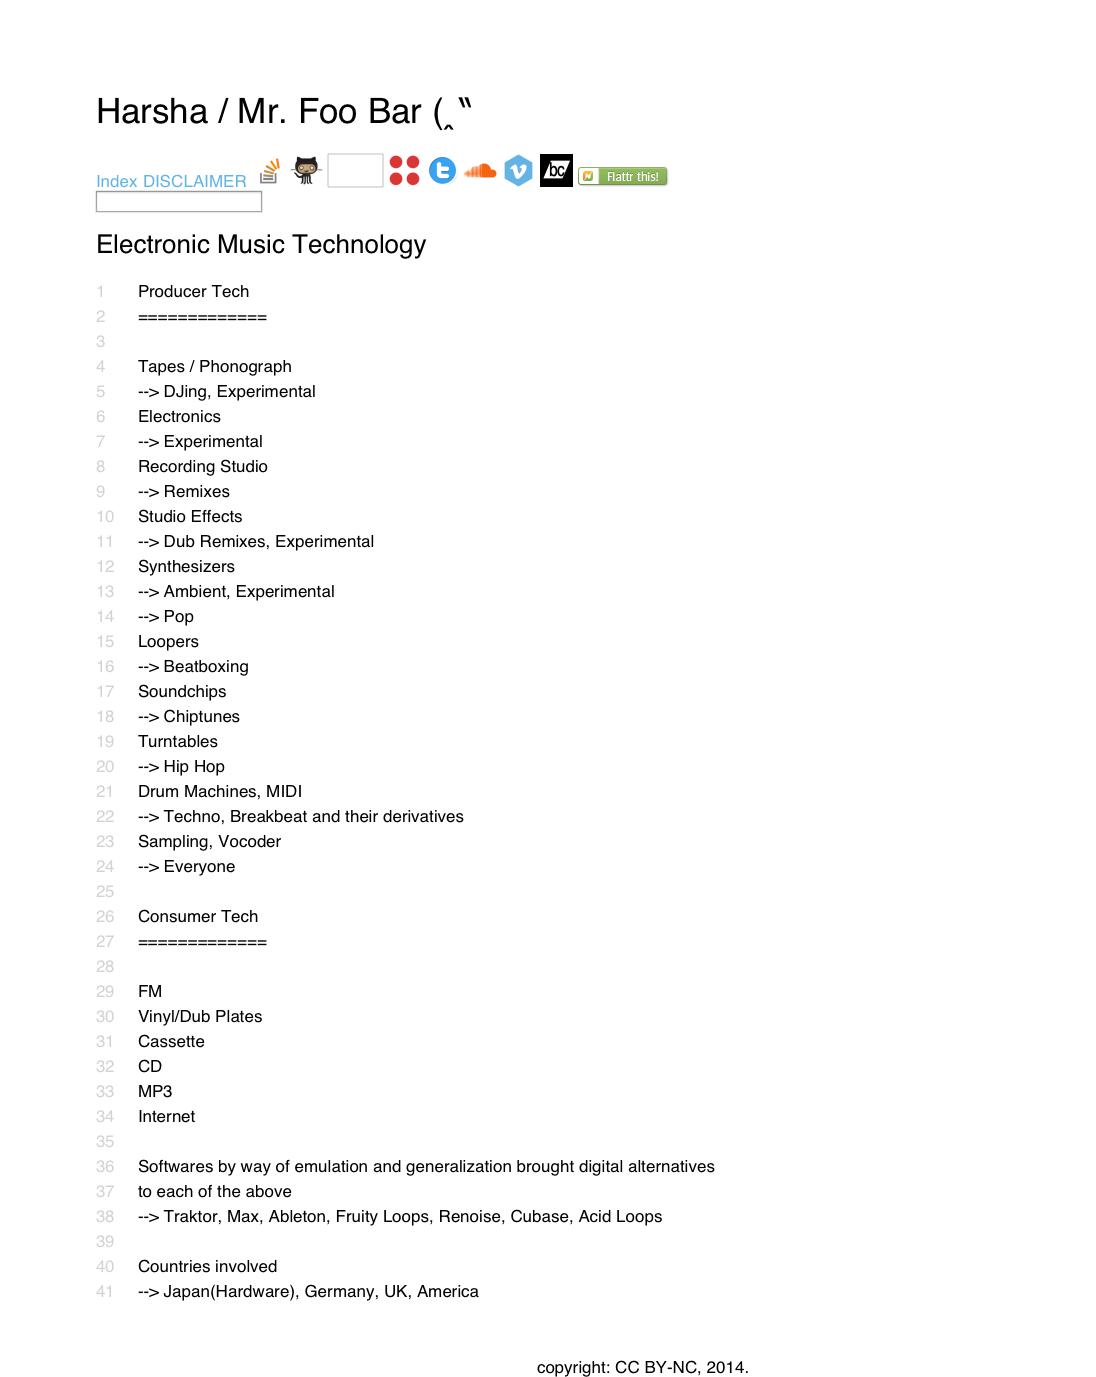 Harsha / Mr. Foo Bar (‸‶
Index DISCLAIMER bc Flattr this!
Electronic Music Technology
1 Producer Tech
2 =============
3
4 Tapes / Phonograph
5 --> DJing, Experimental
6 Electronics
7 --> Experimental
8 Recording Studio
9 --> Remixes
10 Studio Effects
11 --> Dub Remixes, Experimental
12 Synthesizers
13 --> Ambient, Experimental
14 --> Pop
15 Loopers
16 --> Beatboxing
17 Soundchips
18 --> Chiptunes
19 Turntables
20 --> Hip Hop
21 Drum Machines, MIDI
22 --> Techno, Breakbeat and their derivatives
23 Sampling, Vocoder
24 --> Everyone
25
26 Consumer Tech
27 =============
28
29 FM
30 Vinyl/Dub Plates
31 Cassette
32 CD
33 MP3
34 Internet
35
36 Softwares by way of emulation and generalization brought digital alternatives
37 to each of the above
38 --> Traktor, Max, Ableton, Fruity Loops, Renoise, Cubase, Acid Loops
39
40 Countries involved
41 --> Japan(Hardware), Germany, UK, America
copyright: CC BY-NC, 2014.